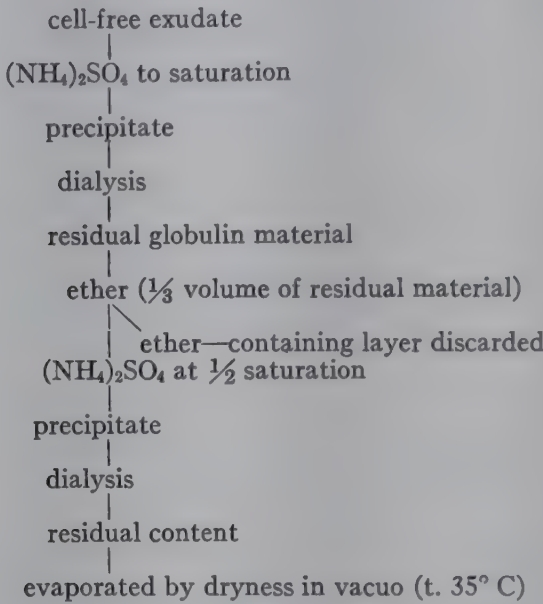 cell-free exudate
(NH₄)₂SO₄ to saturation
precipitate
dialysis
residual globulin material
ether (⅓ volume of residual material)
ether—containing layer discarded
(NH₄)₂SO₄ at ½ saturation
precipitate
dialysis
residual content
evaporated by dryness in vacuo (t. 35° C)